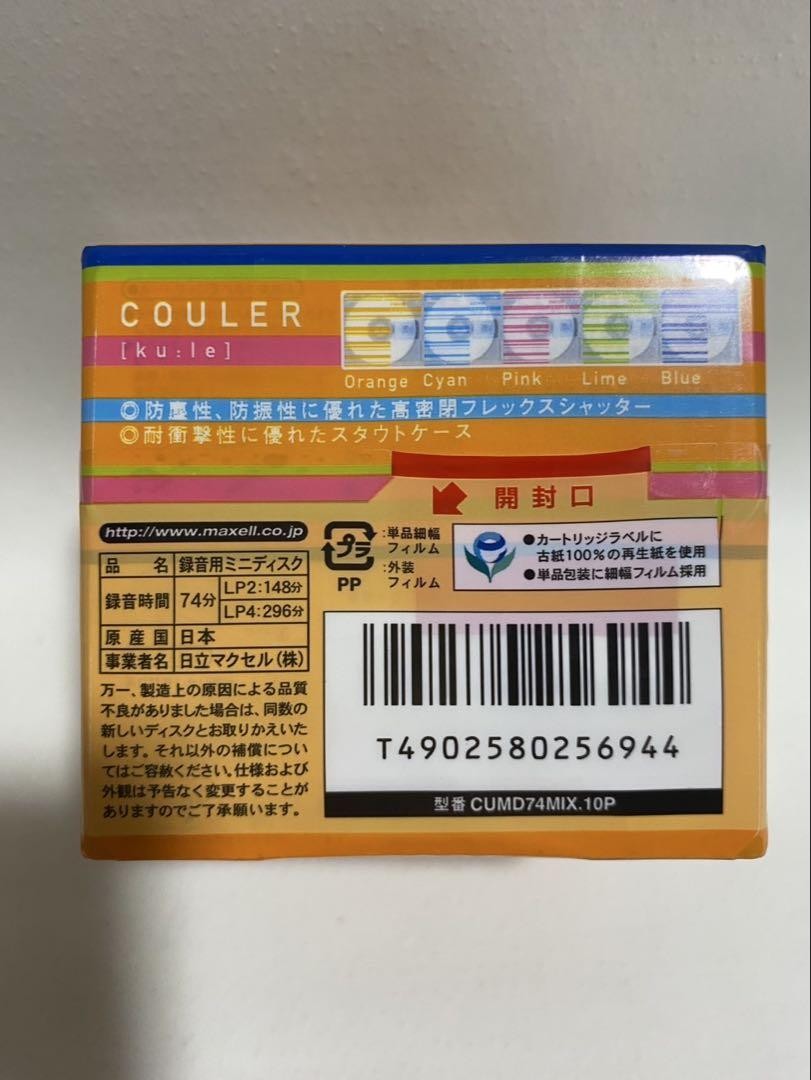 COULER
[ku:le]
Orange Cyan Pink Lime Blue
◎防塵性、防振性に優れた高密閉フレックスシャッター
◎耐衝撃性に優れたスタウトケース
開封口
http://www.maxell.co.jp
品 名 録音用ミニディスク
録音時間 74分 LP2:148分
LP4:296分
原産国 日本
事業者名 日立マクセル(株)
プラ
PP
:単品細幅
フィルム
:外装
フィルム
●カートリッジラベルに
古紙100%の再生紙を使用
●単品包装に細幅フィルム採用
万一、製造上の原因による品質
不良がありました場合は、同数の
新しいディスクとお取りかえいた
します。それ以外の補償につい
てはご容赦ください。仕様および
外観は予告なく変更することが
ありますのでご了承願います。
T4902580256944
型番 CUMD74MIX.10P